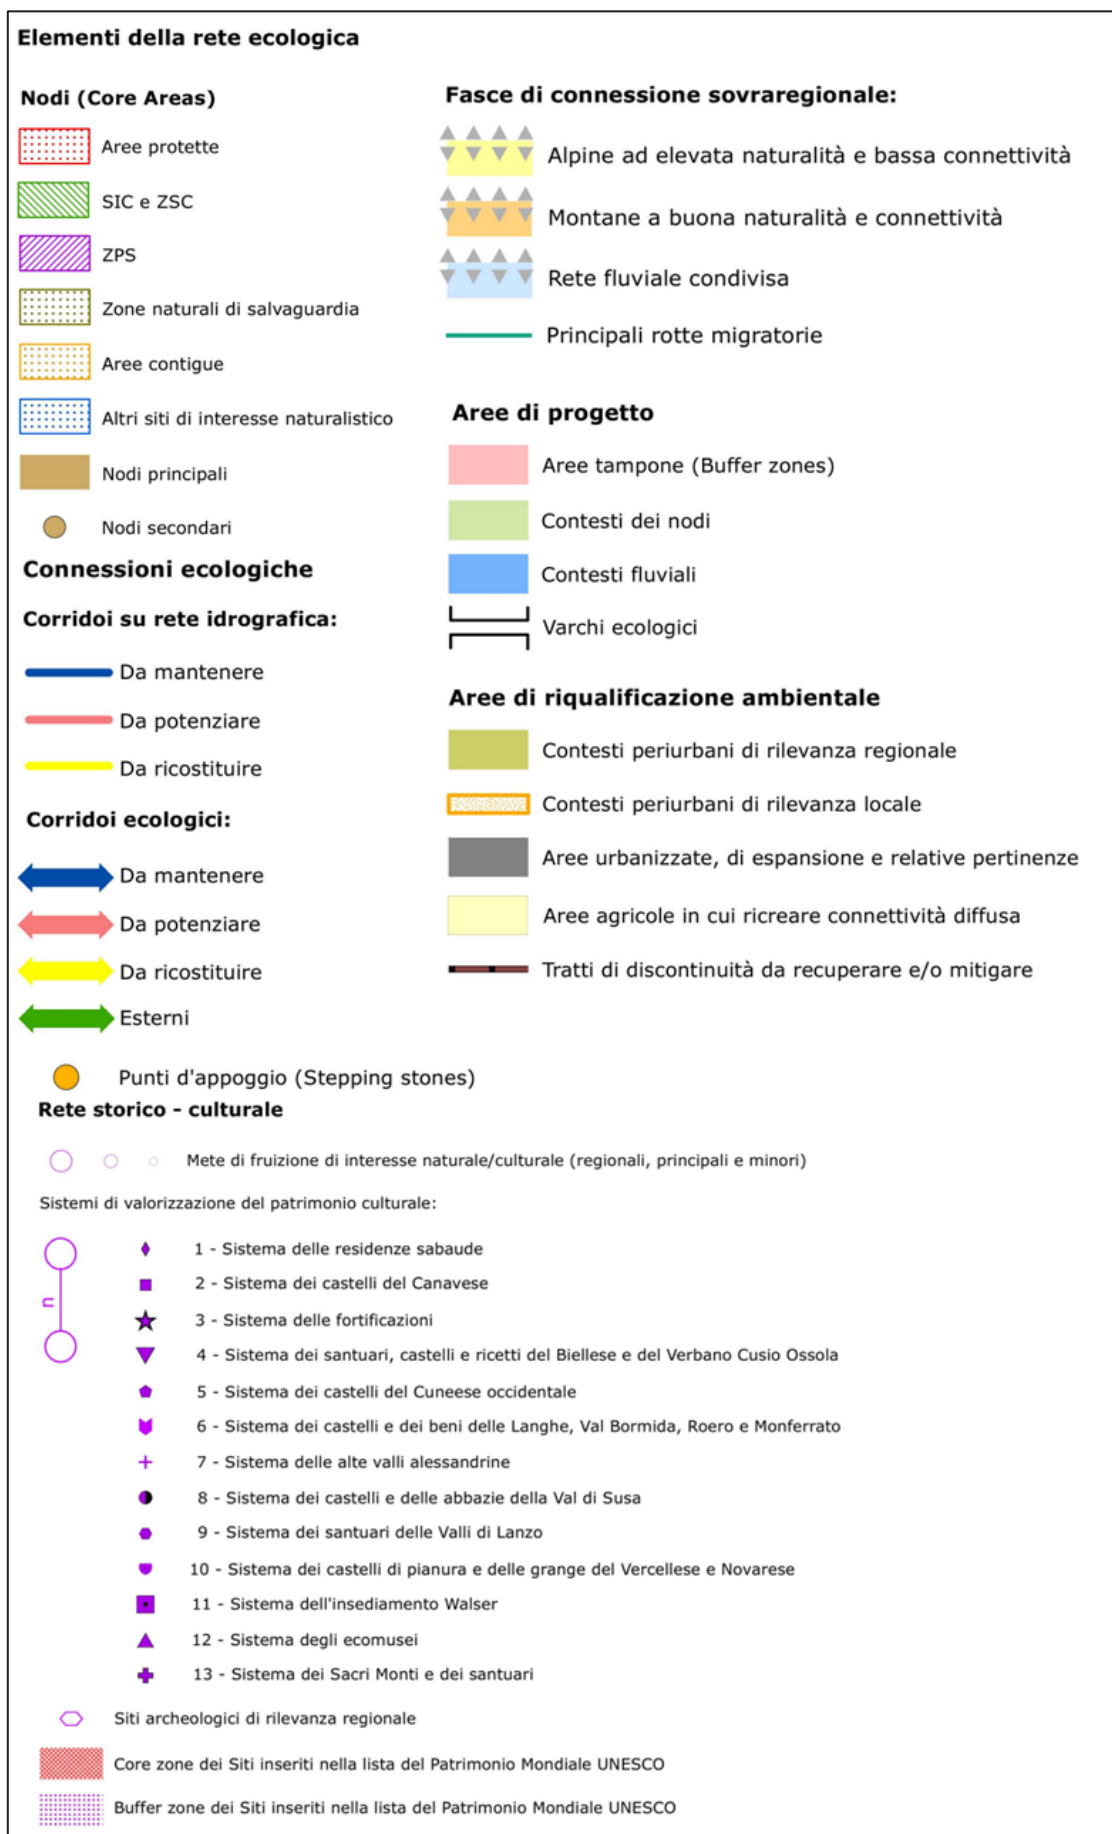 Elementi della rete ecologica
Nodi (Core Areas)
Aree protette
SIC e ZSC
ZPS
Zone naturali di salvaguardia
Aree contigue
Altri siti di interesse naturalistico
Nodi principali
Nodi secondari
Connessioni ecologiche
Corridoi su rete idrografica:
Da mantenere
Da potenziare
Da ricostituire
Corridoi ecologici:
Da mantenere
Da potenziare
Da ricostituire
Esterni
Punti d'appoggio (Stepping stones)
Fasce di connessione sovraregionale:
Alpine ad elevata naturalità e bassa connettività
Montane a buona naturalità e connettività
Rete fluviale condivisa
Principali rotte migratorie
Aree di progetto
Aree tampone (Buffer zones)
Contesti dei nodi
Contesti fluviali
Varchi ecologici
Aree di riqualificazione ambientale
Contesti periurbani di rilevanza regionale
Contesti periurbani di rilevanza locale
Aree urbanizzate, di espansione e relative pertinenze
Aree agricole in cui ricreare connettività diffusa
Tratti di discontinuità da recuperare e/o mitigare
Rete storico - culturale
Mete di fruizione di interesse naturale/culturale (regionali, principali e minori)
Sistemi di valorizzazione del patrimonio culturale:
n
1 - Sistema delle residenze sabaude
2 - Sistema dei castelli del Canavese
3 - Sistema delle fortificazioni
4 - Sistema dei santuari, castelli e ricetti del Biellese e del Verbano Cusio Ossola
5 - Sistema dei castelli del Cuneese occidentale
6 - Sistema dei castelli e dei beni delle Langhe, Val Bormida, Roero e Monferrato
7 - Sistema delle alte valli alessandrine
8 - Sistema dei castelli e delle abbazie della Val di Susa
9 - Sistema dei santuari delle Valli di Lanzo
10 - Sistema dei castelli di pianura e delle grange del Vercellese e Novarese
11 - Sistema dell'insediamento Walser
12 - Sistema degli ecomusei
13 - Sistema dei Sacri Monti e dei santuari
Siti archeologici di rilevanza regionale
Core zone dei Siti inseriti nella lista del Patrimonio Mondiale UNESCO
Buffer zone dei Siti inseriti nella lista del Patrimonio Mondiale UNESCO